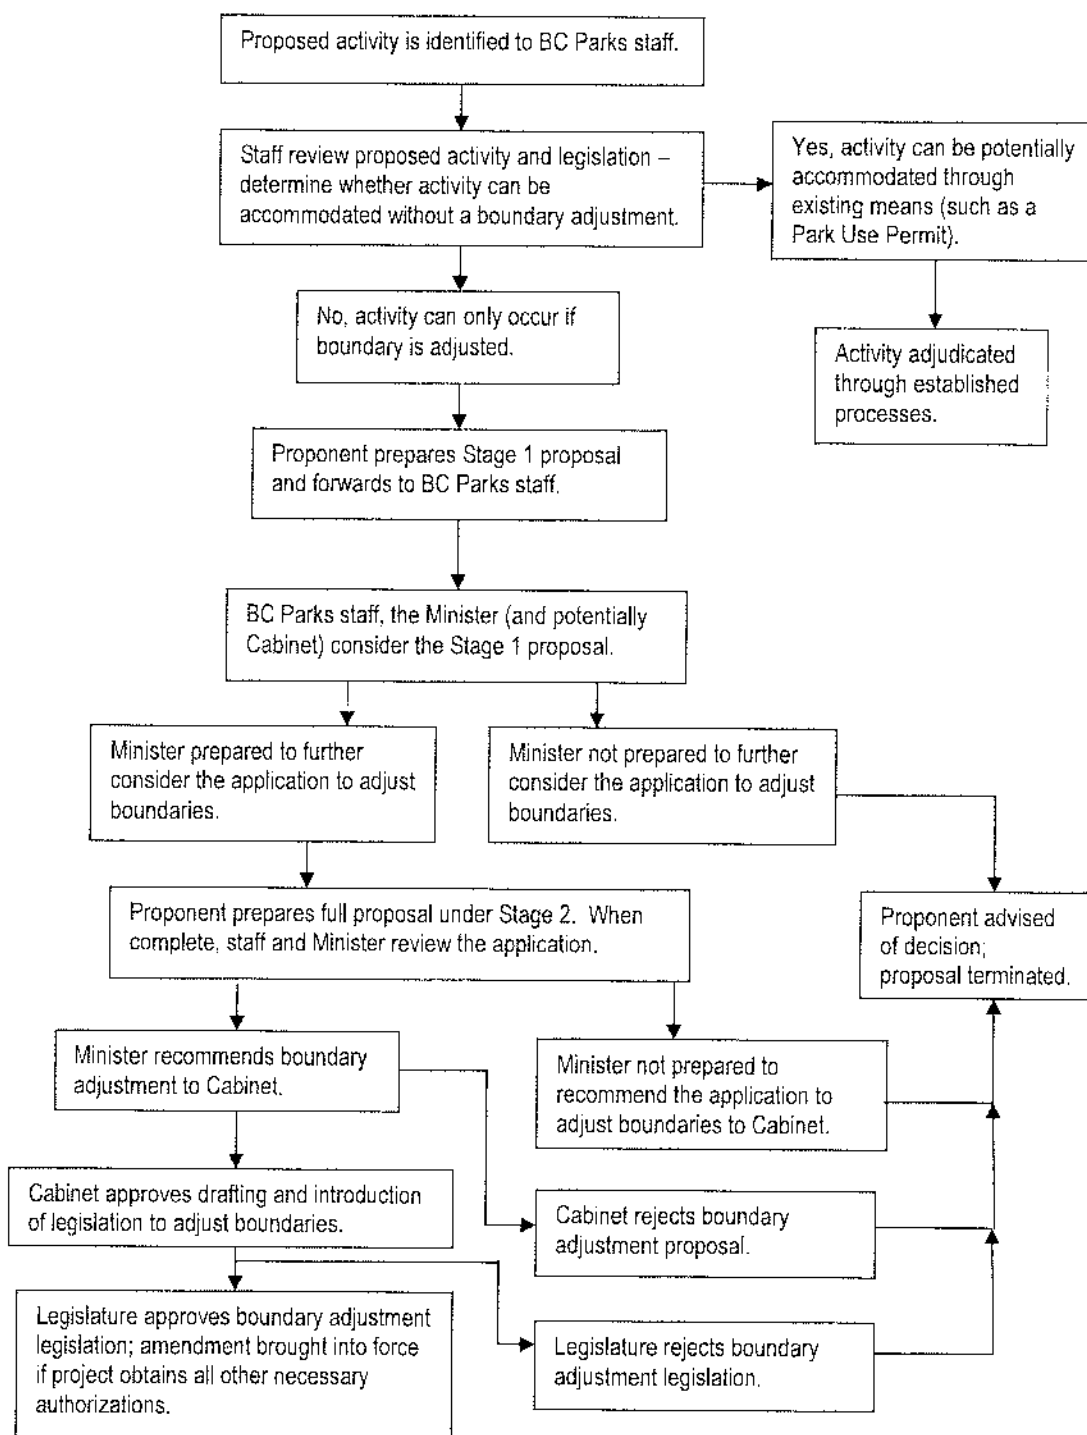 Proposed activity is identified to BC Parks staff.
Staff review proposed activity and legislation –
determine whether activity can be
accommodated without a boundary adjustment.
Yes, activity can be potentially
accommodated through
existing means (such as a
Park Use Permit).
No, activity can only occur if
boundary is adjusted.
Activity adjudicated
through established
processes.
Proponent prepares Stage 1 proposal
and forwards to BC Parks staff.
BC Parks staff, the Minister (and potentially
Cabinet) consider the Stage 1 proposal.
Minister prepared to further
consider the application to adjust
boundaries.
Minister not prepared to further
consider the application to adjust
boundaries.
Proponent prepares full proposal under Stage 2. When
complete, staff and Minister review the application.
Proponent advised
of decision;
proposal terminated.
Minister recommends boundary
adjustment to Cabinet.
Minister not prepared to
recommend the application to
adjust boundaries to Cabinet.
Cabinet approves drafting and introduction
of legislation to adjust boundaries.
Cabinet rejects boundary
adjustment proposal.
Legislature approves boundary adjustment
legislation; amendment brought into force
if project obtains all other necessary
authorizations.
Legislature rejects boundary
adjustment legislation.